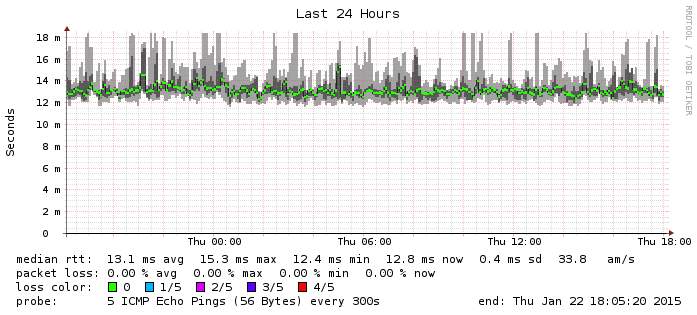 Last 24 Hours
RRDTOOL / TOBI OETIKER
Seconds
18 m
16 m
14 m
12 m
10 m
8 m
6 m
4 m
2 m
0
Thu 00:00 Thu 06:00 Thu 12:00 Thu 18:00
median rtt: 13.1 ms avg 15.3 ms max 12.4 ms min 12.8 ms now 0.4 ms sd 33.8 am/s
packet loss: 0.00 % avg 0.00 % max 0.00 % min 0.00 % now
loss color: 0 1/5 2/5 3/5 4/5
probe: 5 ICMP Echo Pings (56 Bytes) every 300s end: Thu Jan 22 18:05:20 2015